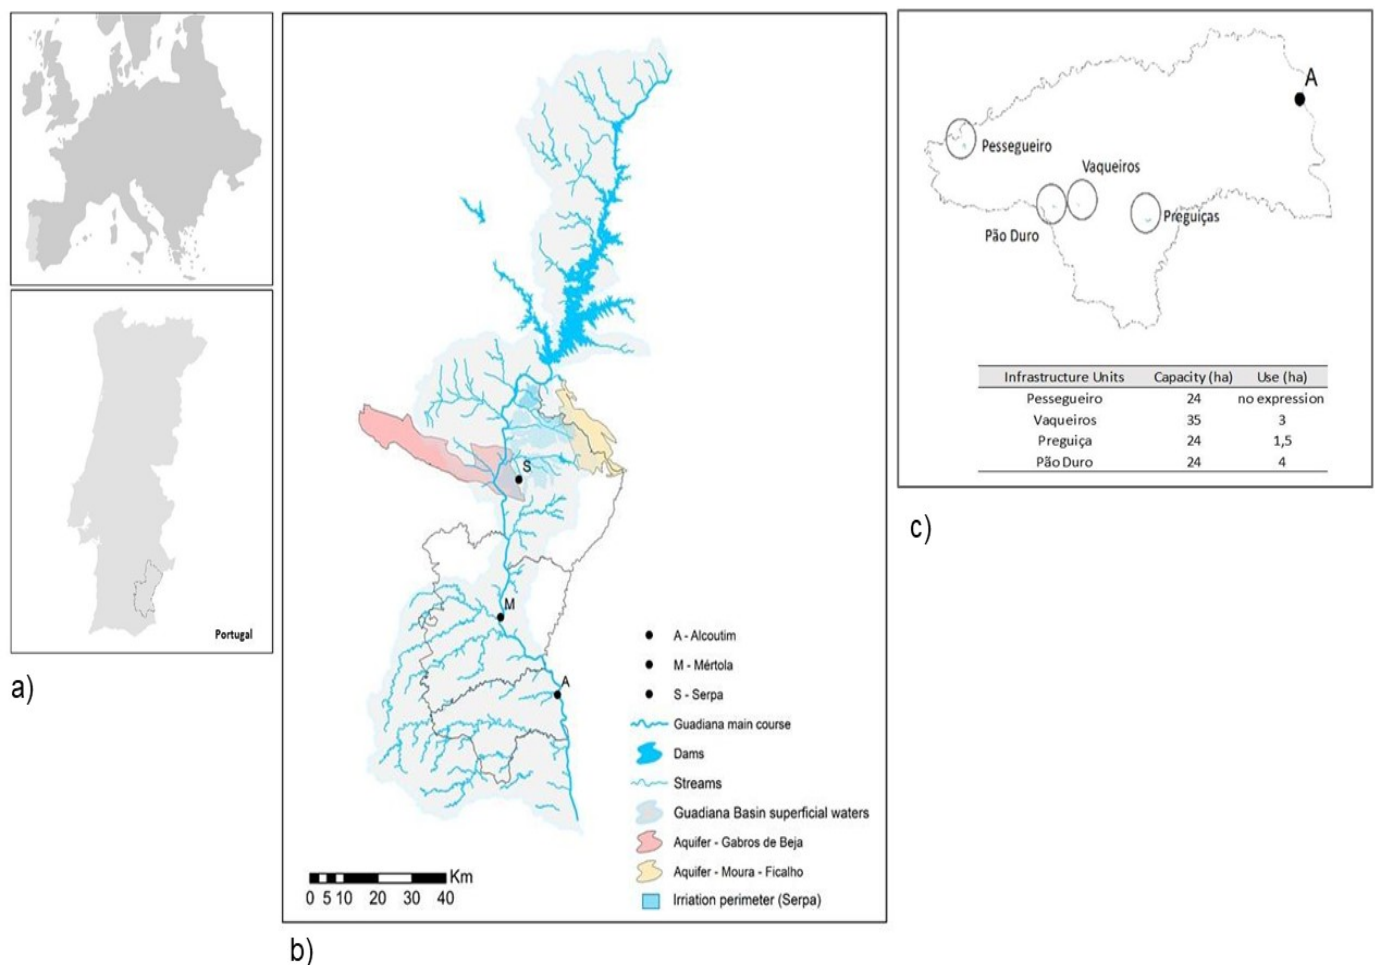 Portugal
a)
S
M
A
A - Alcoutim
M - Mértola
S - Serpa
Guadiana main course
Dams
Streams
Guadiana Basin superficial waters
Aquifer - Gabros de Beja
Aquifer - Moura - Ficalho
Irriation perimeter (Serpa)
Km
0 5 10 20 30 40
b)
A
Pessegueiro
Vaqueiros
Preguiças
Pão Duro
Infrastructure Units Capacity (ha) Use (ha)
Pessegueiro 24 no expression
Vaqueiros 35 3
Preguiça 24 1,5
Pão Duro 24 4
c)